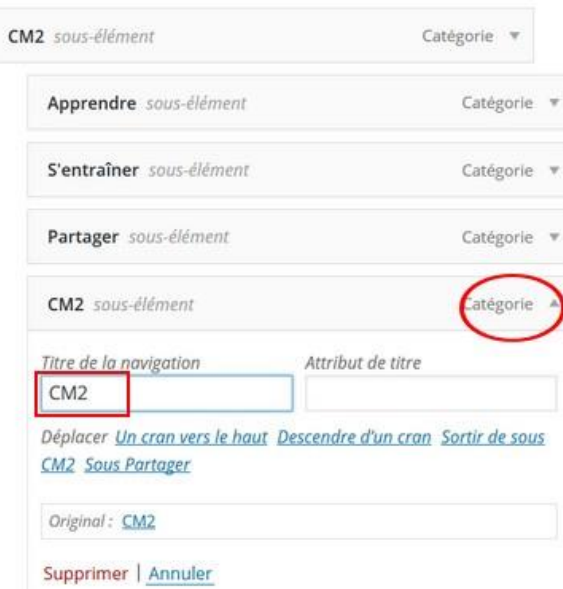 CM2 sous-élément Catégorie
Apprendre sous-élément Catégorie
S'entraîner sous-élément Catégorie
Partager sous-élément Catégorie
CM2 sous-élément Catégorie
Titre de la navigation Attribut de titre
CM2
Déplacer Un cran vers le haut Descendre d'un cran Sortir de sous
CM2 Sous Partager
Original : CM2
Supprimer | Annuler